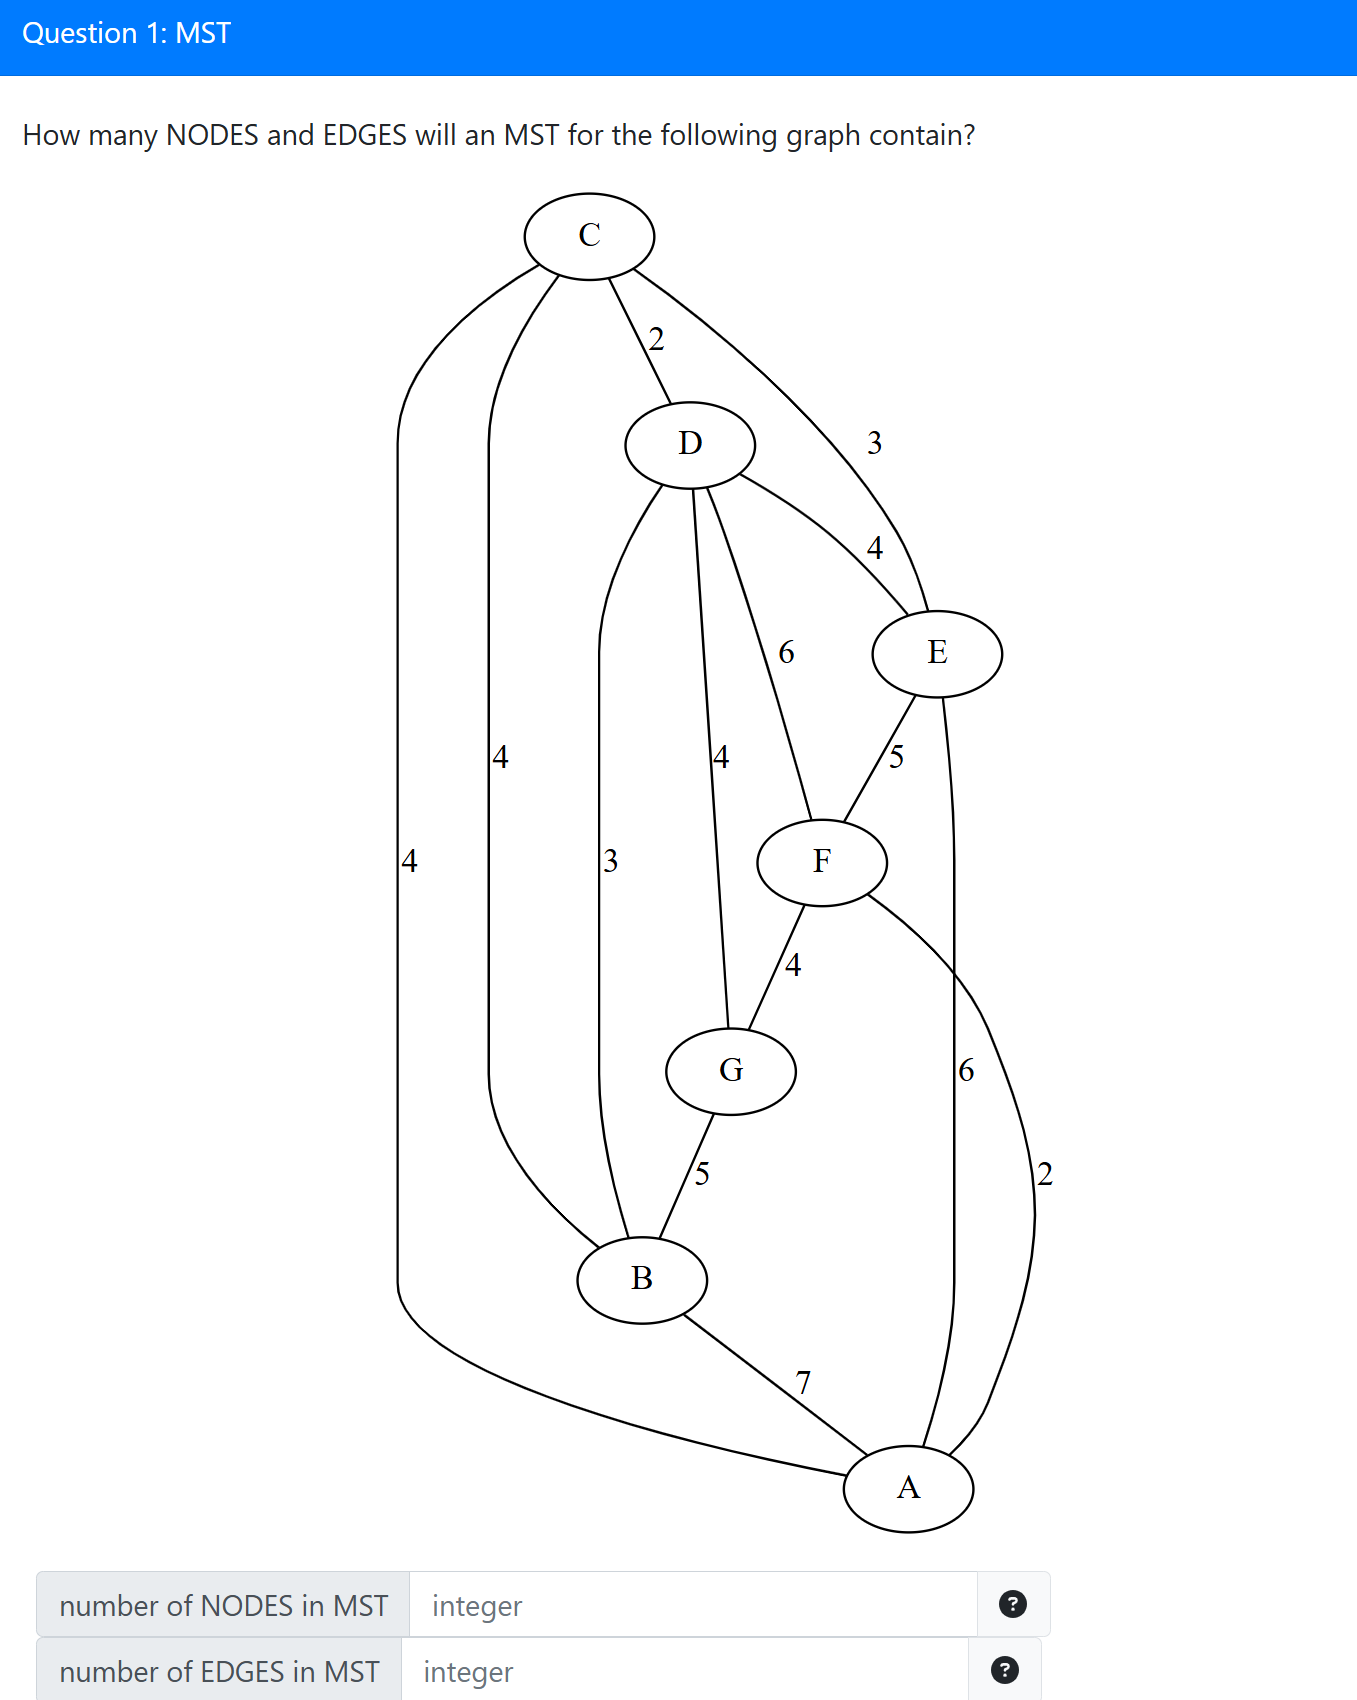 Question 1: MST
How many NODES and EDGES will an MST for the following graph contain?
C
2
D
3
4
6
E
4
4
5
4
3
F
4
G
6
5
2
B
7
A
number of NODES in MST integer ?
number of EDGES in MST integer ?